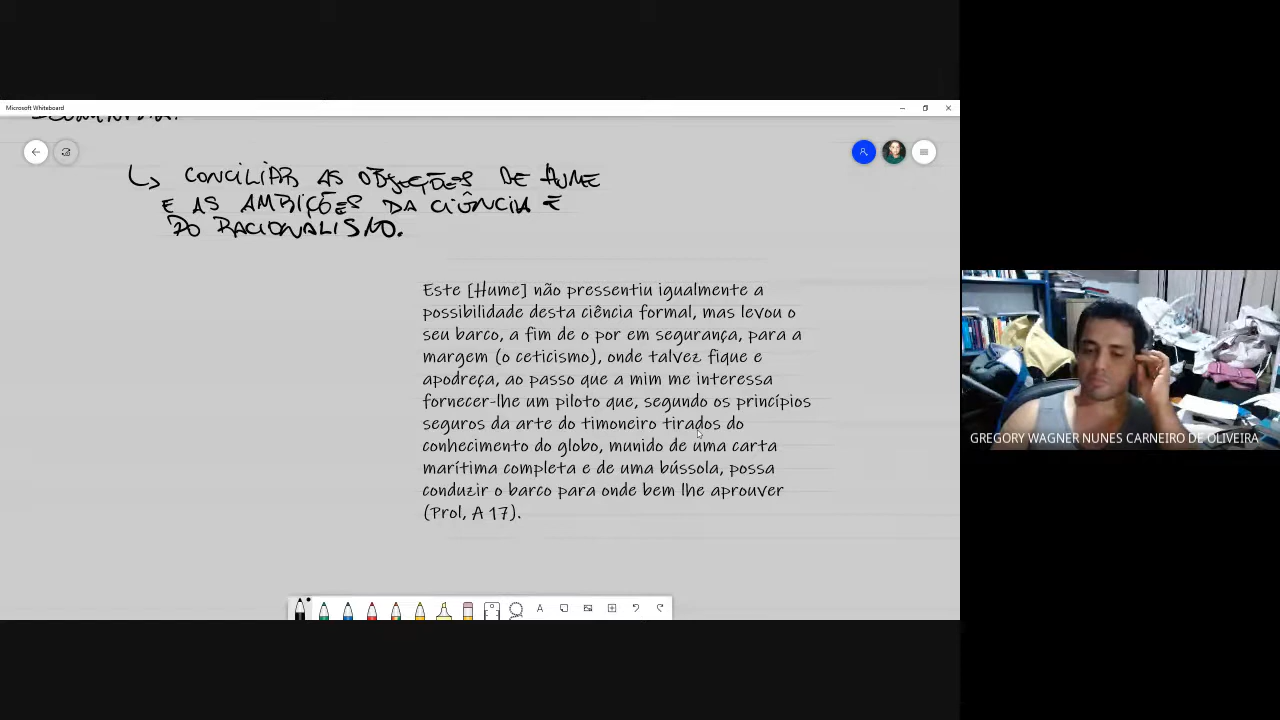 Microsoft Whiteboard
CONCILIAR AS OBJEÇÕES DE HUME
E AS AMBIÇÕES DA CIÊNCIA E
DO RACIONALISMO.
Este [Hume] não pressentiu igualmente a
possibilidade desta ciência formal, mas levou o
seu barco, a fim de o por em segurança, para a
margem (o ceticismo), onde talvez fique e
apodreça, ao passo que a mim me interessa
fornecer-lhe um piloto que, segundo os princípios
seguros da arte do timoneiro tirados do
conhecimento do globo, munido de uma carta
marítima completa e de uma bússola, possa
conduzir o barco para onde bem lhe aprouver
(Prol, A 17).
GREGORY WAGNER NUNES CARNEIRO DE OLIVEIRA